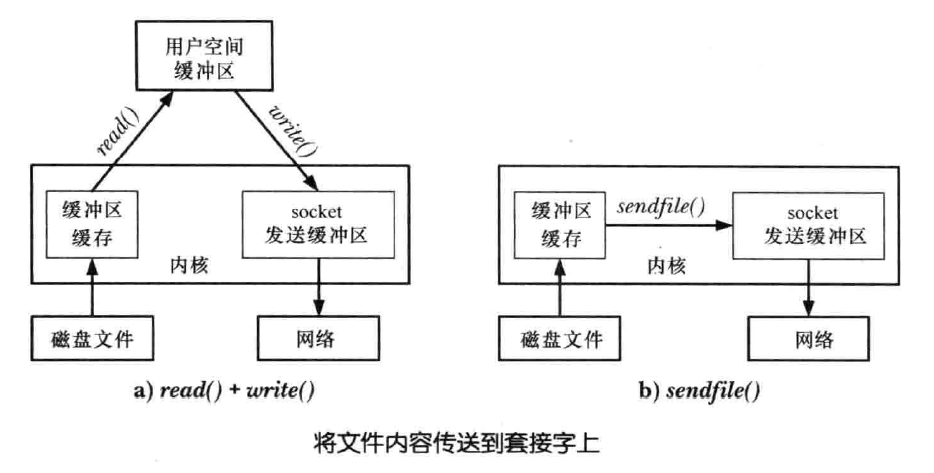 用户空间
缓冲区
read()
write()
缓冲区
缓存
socket
发送缓冲区
内核
磁盘文件
网络
a) read() + write()
缓冲区
缓存
sendfile()
socket
发送缓冲区
内核
磁盘文件
网络
b) sendfile()
将文件内容传送到套接字上